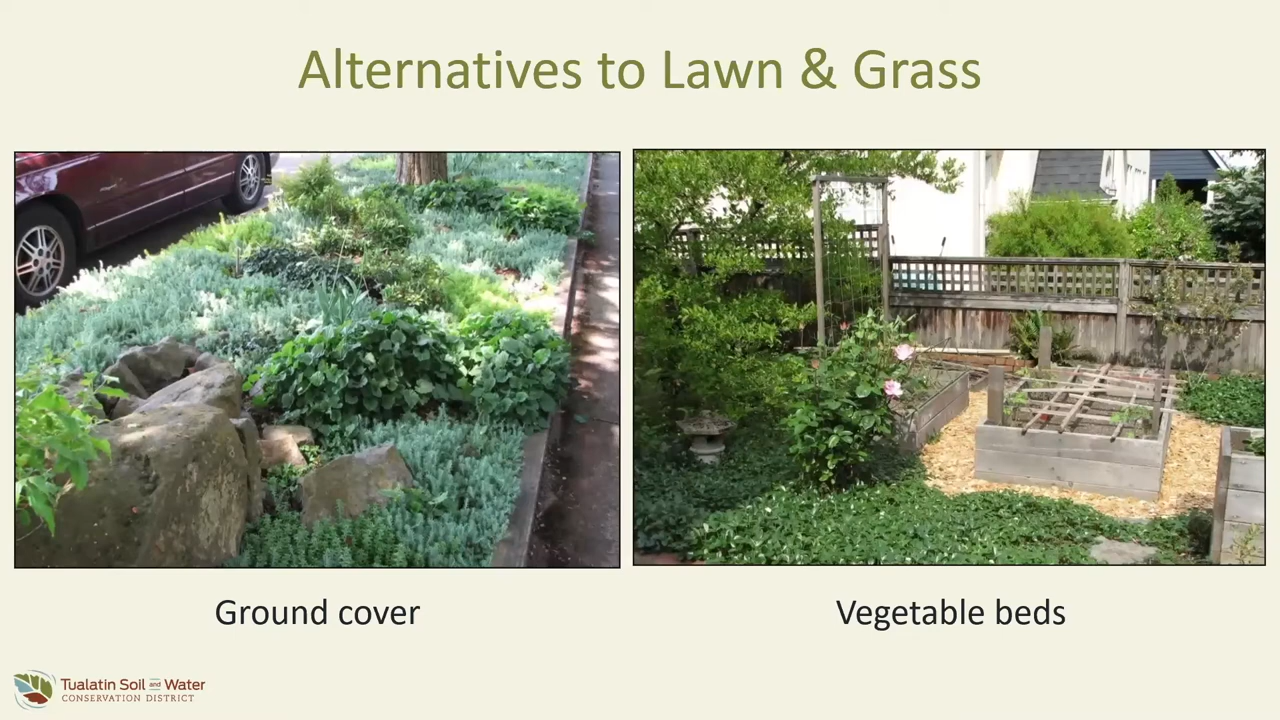 Alternatives to Lawn & Grass
Ground cover
Vegetable beds
Tualatin Soil and Water
CONSERVATION DISTRICT